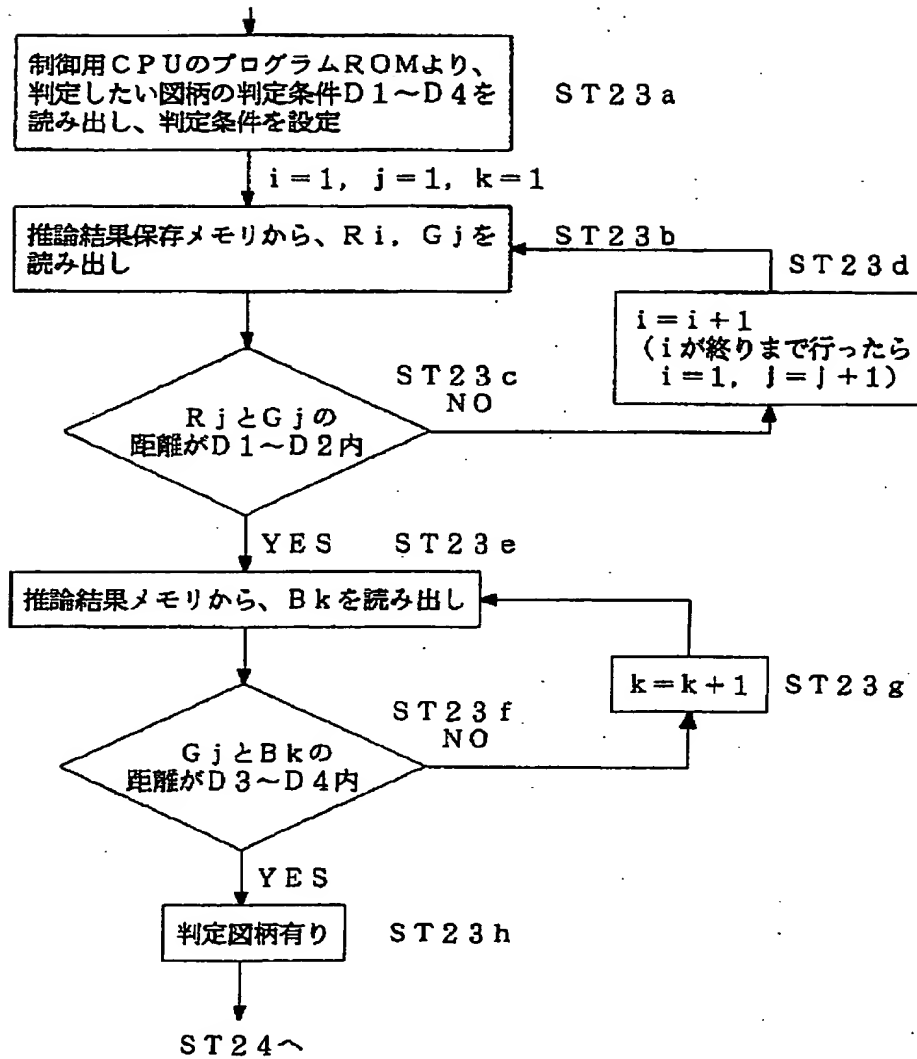 制御用CPUのプログラムROMより、
判定したい図柄の判定条件D1～D4を
読み出し、判定条件を設定
ST23a
i=1, j=1, k=1
推論結果保存メモリから、Ri, Gjを
読み出し
ST23b
ST23d
i=i+1
(iが終りまで行ったら
i=1, j=j+1)
ST23c
NO
RjとGjの
距離がD1～D2内
YES
ST23e
推論結果メモリから、Bkを読み出し
k=k+1
ST23g
ST23f
NO
GjとBkの
距離がD3～D4内
YES
判定図柄有り
ST23h
ST24へ